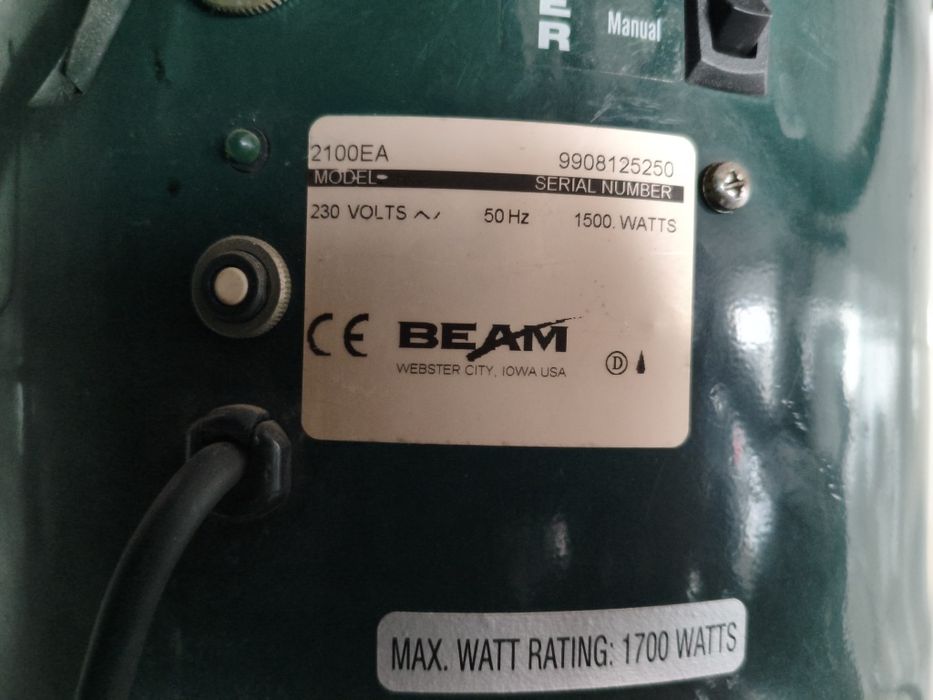 ER
Manual
2100EA 9908125250
MODEL SERIAL NUMBER
230 VOLTS 50 Hz 1500. WATTS
CE BEAM
WEBSTER CITY, IOWA USA
D
MAX. WATT RATING: 1700 WATTS